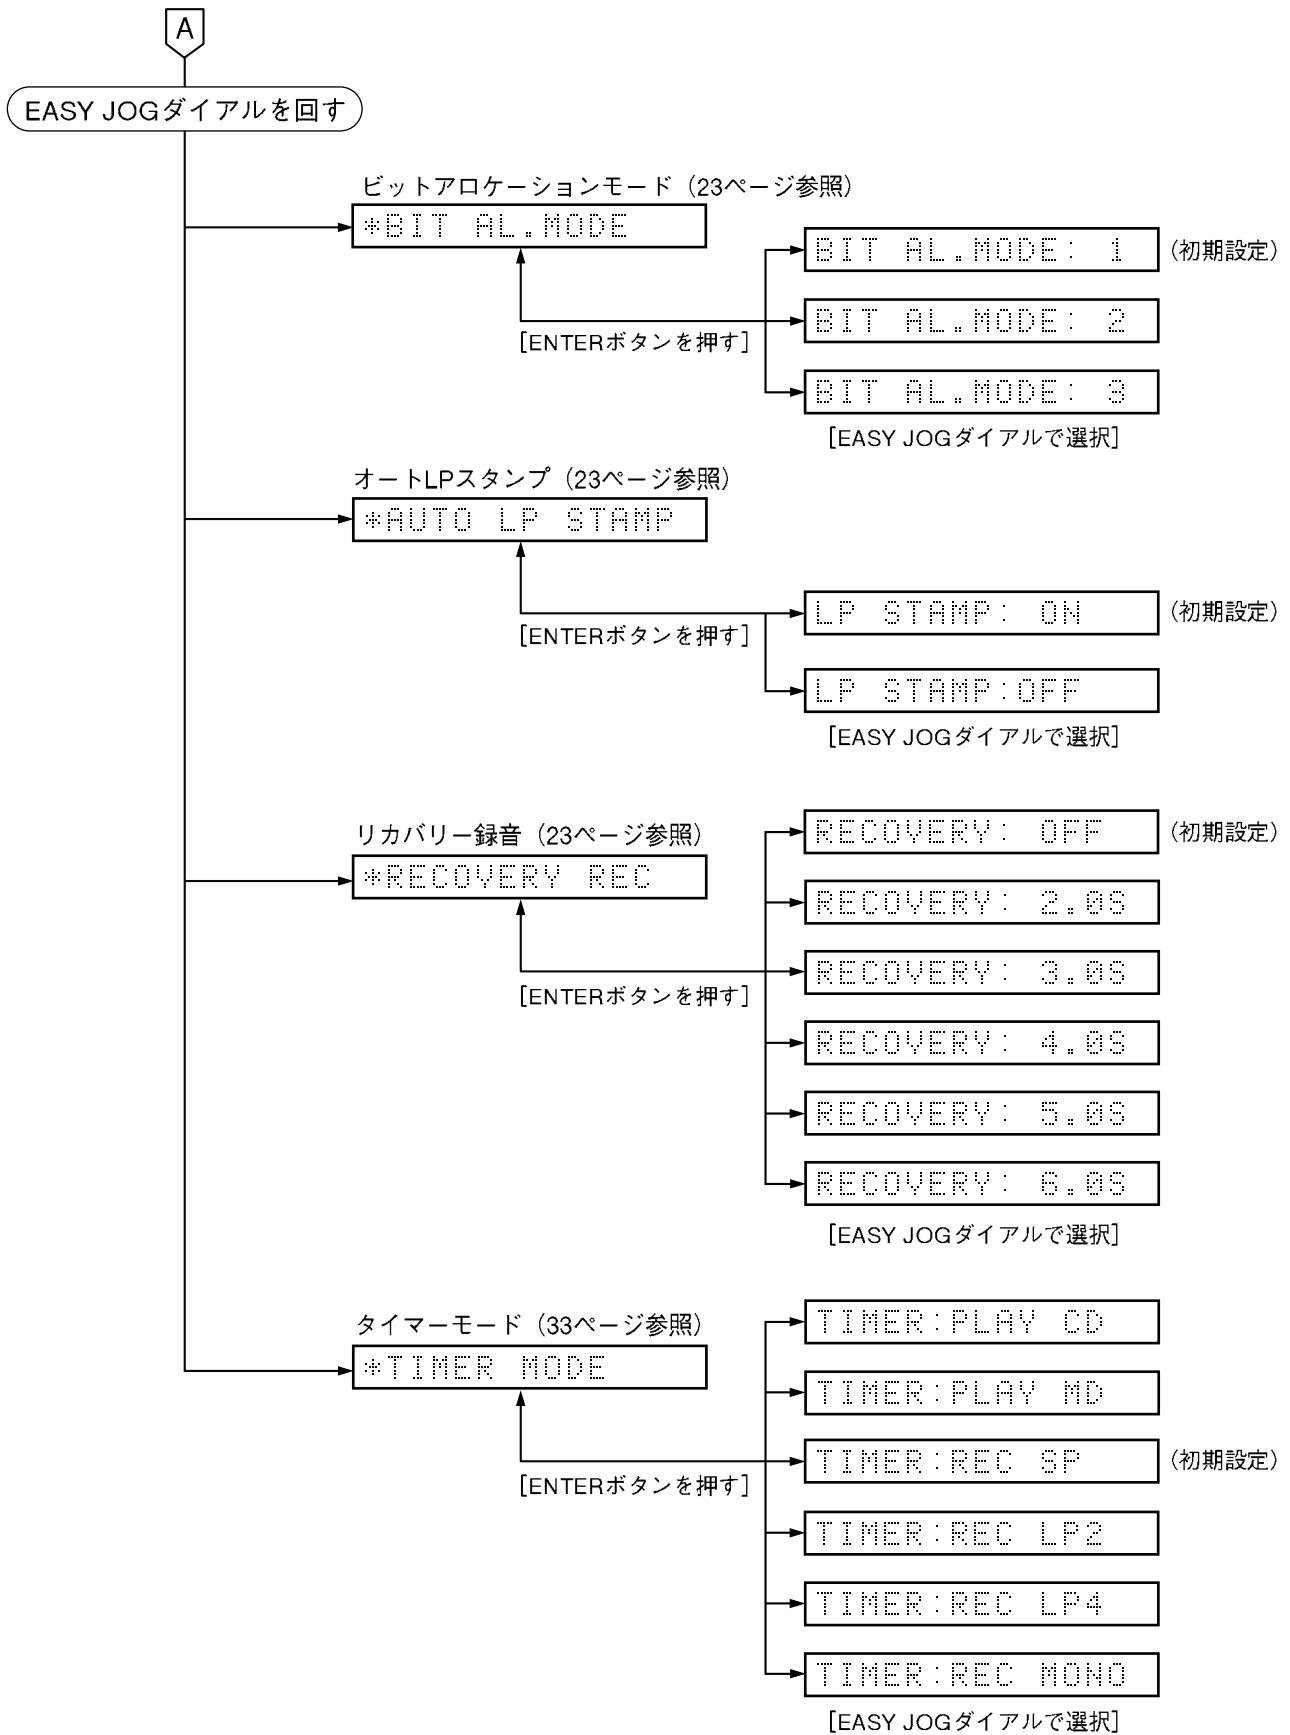 A
EASY JOGダイアルを回す
ビットアロケーションモード（23ページ参照）
*BIT AL.MODE
BIT AL.MODE: 1
（初期設定）
BIT AL.MODE: 2
[ENTERボタンを押す]
BIT AL.MODE: 3
[EASY JOGダイアルで選択]
オートLPスタンプ（23ページ参照）
*AUTO LP STAMP
LP STAMP: ON
（初期設定）
[ENTERボタンを押す]
LP STAMP:OFF
[EASY JOGダイアルで選択]
リカバリー録音（23ページ参照）
*RECOVERY REC
RECOVERY: OFF
（初期設定）
RECOVERY: 2.0S
RECOVERY: 3.0S
[ENTERボタンを押す]
RECOVERY: 4.0S
RECOVERY: 5.0S
RECOVERY: 6.0S
[EASY JOGダイアルで選択]
タイマーモード（33ページ参照）
*TIMER MODE
TIMER:PLAY CD
TIMER:PLAY MD
TIMER:REC SP
（初期設定）
[ENTERボタンを押す]
TIMER:REC LP2
TIMER:REC LP4
TIMER:REC MONO
[EASY JOGダイアルで選択]